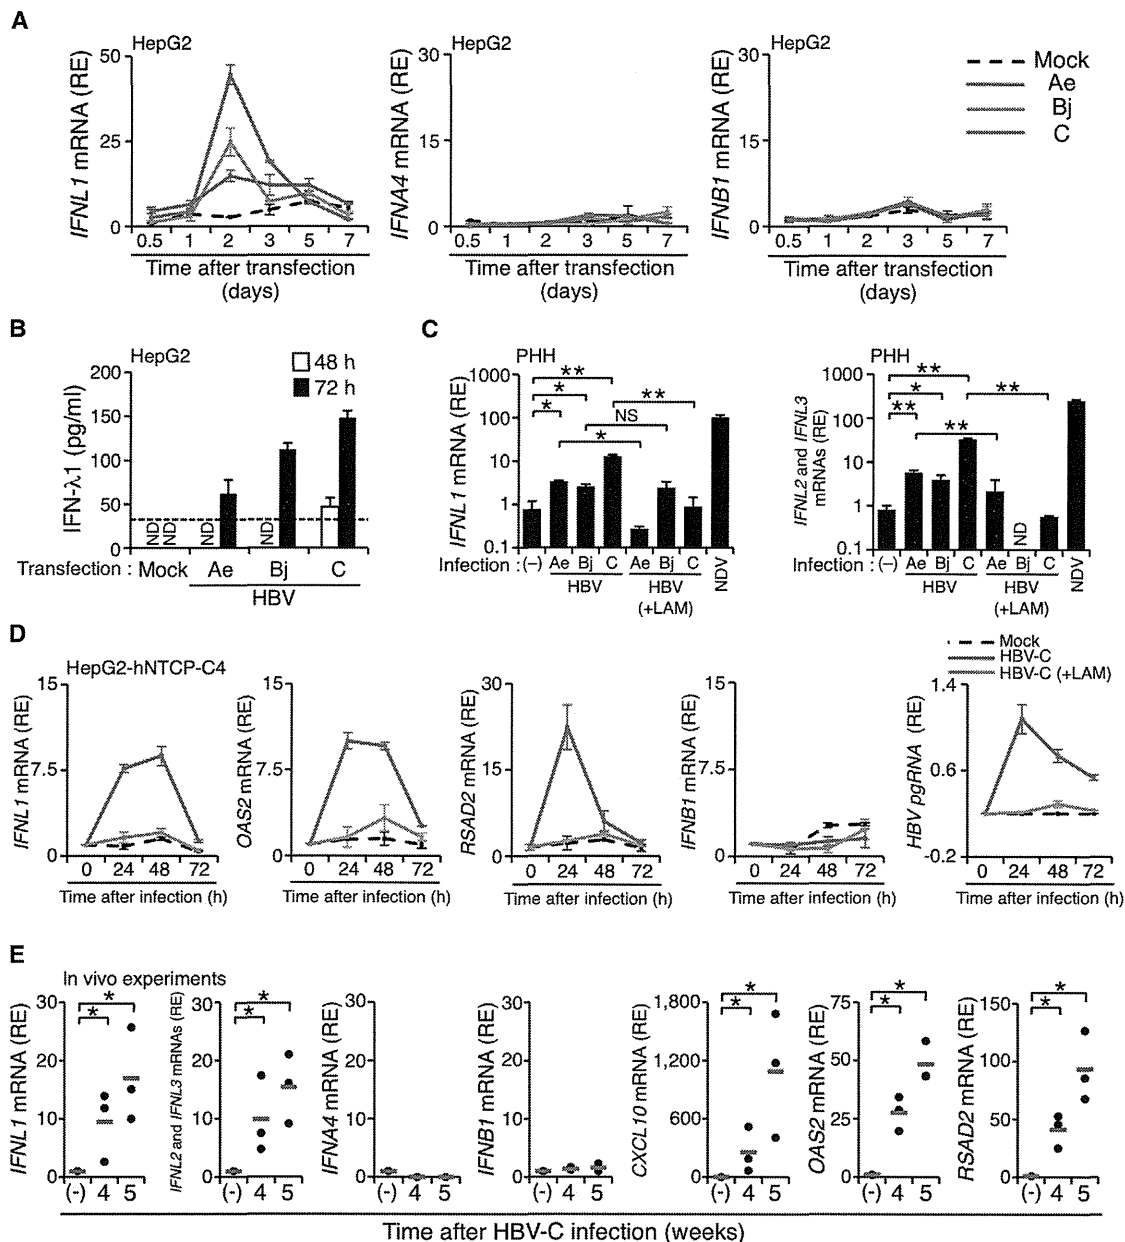 A
HepG2
IFNL1 mRNA (RE)
50
25
0
0.5 1 2 3 5 7
Time after transfection
(days)
HepG2
IFNA4 mRNA (RE)
30
15
0
0.5 1 2 3 5 7
Time after transfection
(days)
HepG2
IFNB1 mRNA (RE)
30
15
0
0.5 1 2 3 5 7
Time after transfection
(days)
Mock
Ae
Bj
C
B
HepG2
IFN-λ1 (pg/ml)
200
150
100
50
0
48 h
72 h
ND ND ND ND
Transfection : Mock Ae Bj C
HBV
C
PHH
IFNL1 mRNA (RE)
1000
100
10
1
0.1
** * * ** NS *
Infection : (–) Ae Bj C Ae Bj C NDV
HBV HBV
(+LAM)
PHH
IFNL2 and IFNL3
mRNAs (RE)
1000
100
10
1
0.1
** * ** ** **
ND
Infection : (–) Ae Bj C Ae Bj C NDV
HBV HBV
(+LAM)
D
HepG2-hNTCP-C4
Mock
HBV-C
HBV-C (+LAM)
IFNL1 mRNA (RE)
15
7.5
0
0 24 48 72
Time after infection (h)
OAS2 mRNA (RE)
15
7.5
0
0 24 48 72
Time after infection (h)
RSAD2 mRNA (RE)
30
15
0
0 24 48 72
Time after infection (h)
IFNB1 mRNA (RE)
15
7.5
0
0 24 48 72
Time after infection (h)
HBV pgRNA (RE)
1.4
0.6
-0.2
0 24 48 72
Time after infection (h)
E
In vivo experiments
IFNL1 mRNA (RE)
30
20
10
0
* *
(-) 4 5
IFNL2 and IFNL3 mRNAs (RE)
30
20
10
0
* *
(-) 4 5
IFNA4 mRNA (RE)
30
20
10
0
(-) 4 5
IFNB1 mRNA (RE)
30
20
10
0
(-) 4 5
CXCL10 mRNA (RE)
1,800
1,200
600
0
* *
(-) 4 5
OAS2 mRNA (RE)
75
50
25
0
* *
(-) 4 5
RSAD2 mRNA (RE)
150
100
50
0
* *
(-) 4 5
Time after HBV-C infection (weeks)